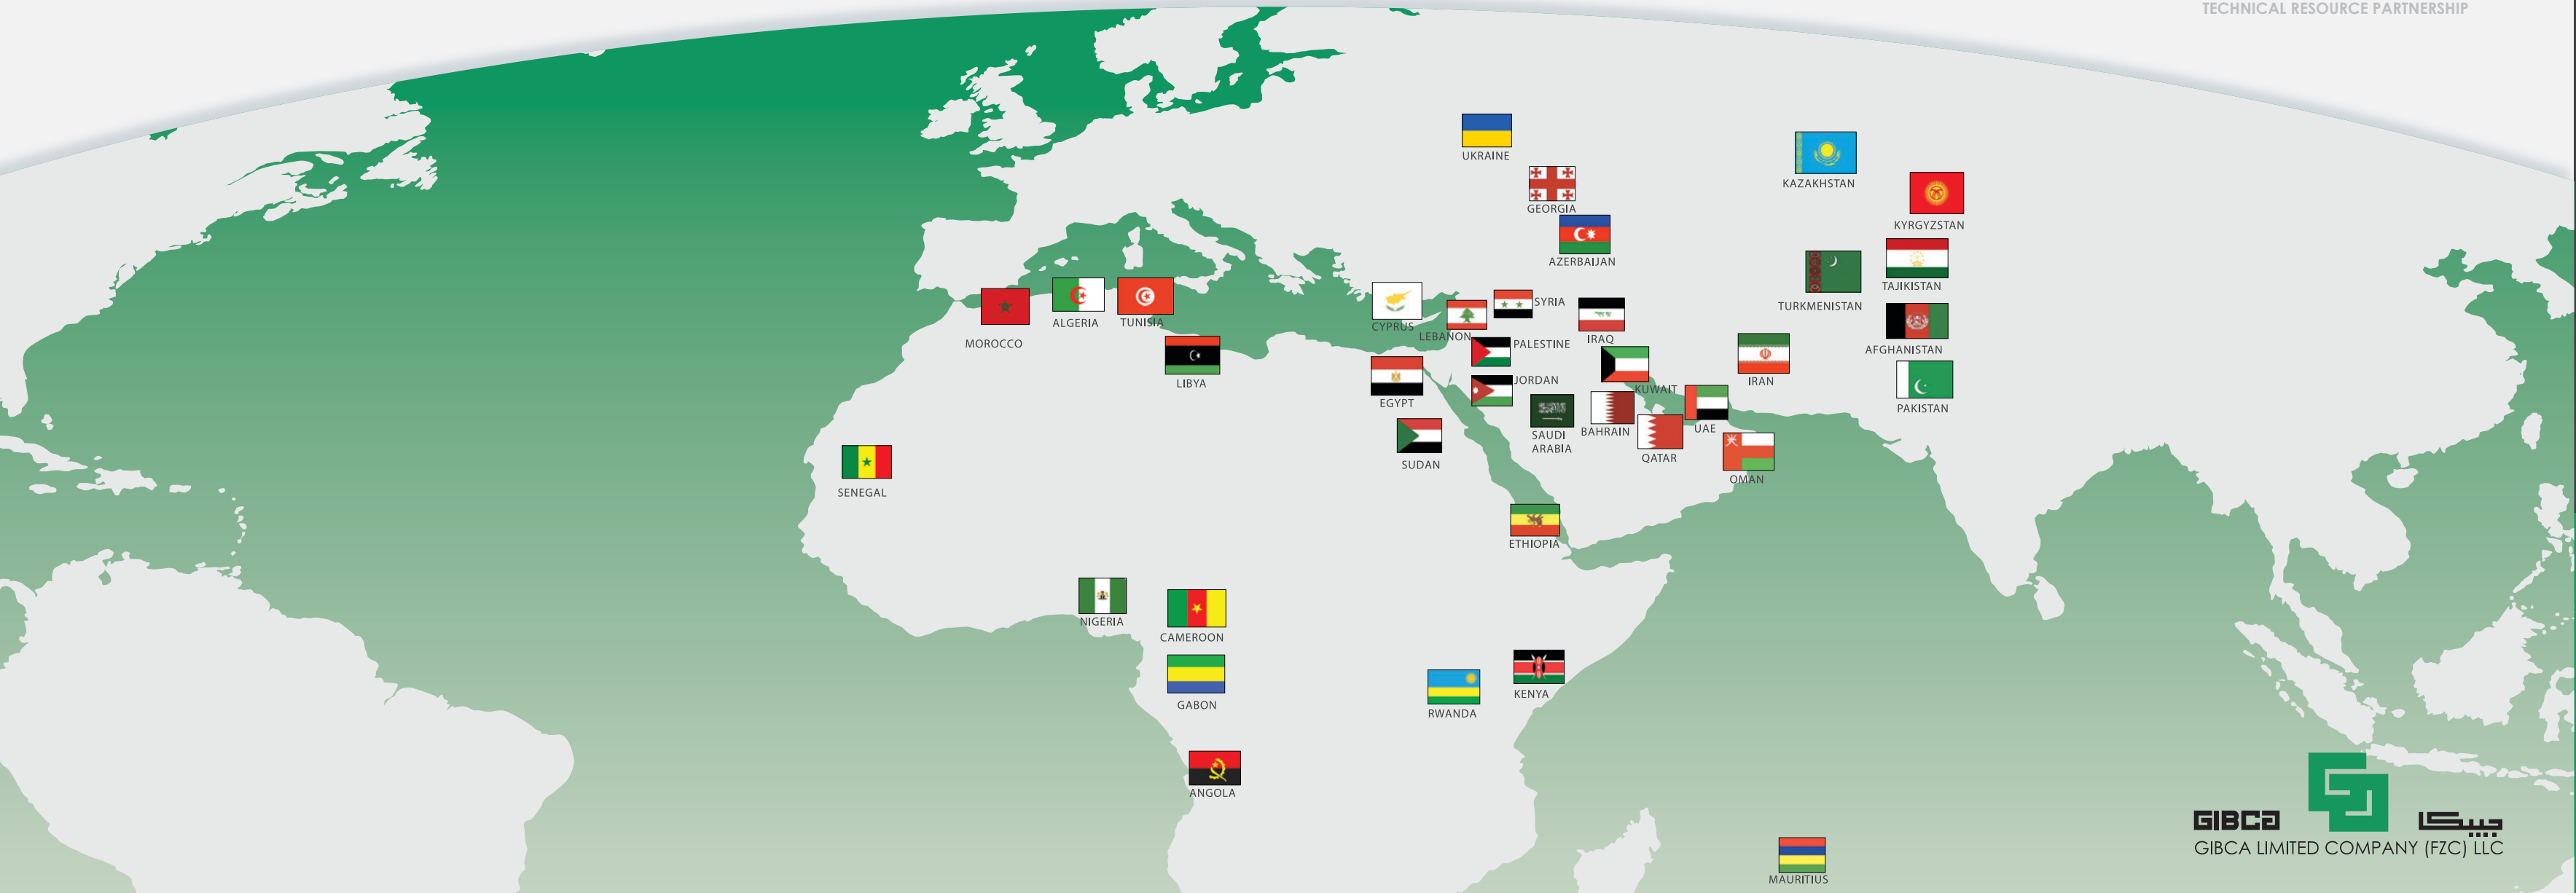 TECHNICAL RESOURCE PARTNERSHIP
UKRAINE
KAZAKHSTAN
GEORGIA
KYRGYZSTAN
AZERBAIJAN
TAJIKISTAN
TURKMENISTAN
SYRIA
ALGERIA
TUNISIA
CYPRUS
LEBANON
IRAQ
MOROCCO
PALESTINE
AFGHANISTAN
LIBYA
JORDAN
IRAN
KUWAIT
EGYPT
PAKISTAN
SAUDI
ARABIA
BAHRAIN
UAE
QATAR
SUDAN
OMAN
SENEGAL
ETHIOPIA
NIGERIA
CAMEROON
KENYA
GABON
RWANDA
ANGOLA
GIBCA جيبكا
GIBCA LIMITED COMPANY (FZC) LLC
MAURITIUS